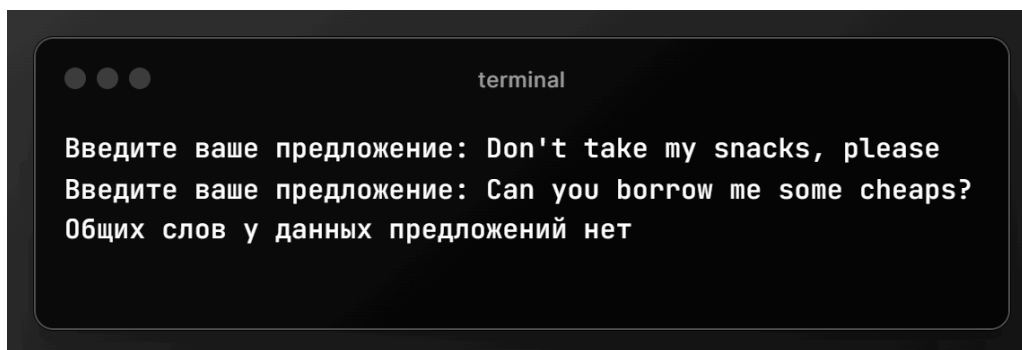 terminal
Введите ваше предложение: Don't take my snacks, please
Введите ваше предложение: Can you borrow me some cheaps?
Общих слов у данных предложений нет